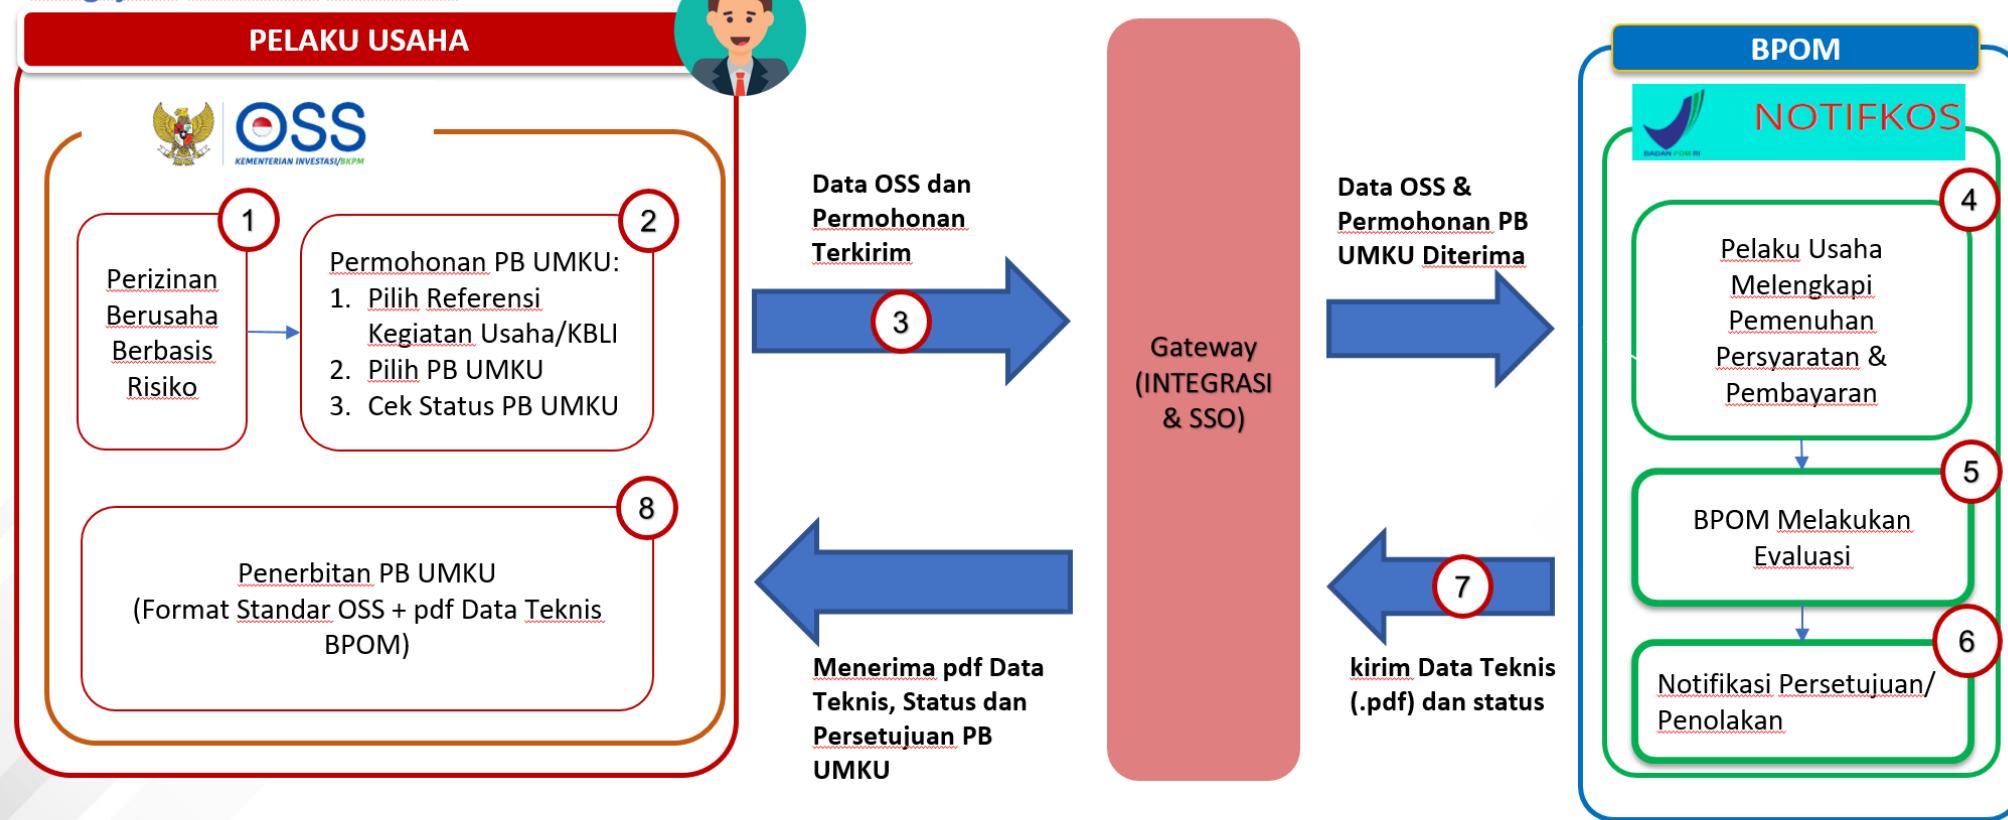 PELAKU USAHA
OSS
KEMENTERIAN INVESTASI/BKPM
1
Perizinan
Berusaha
Berbasis
Risiko
2
Permohonan PB UMKU:
1. Pilih Referensi
Kegiatan Usaha/KBLI
2. Pilih PB UMKU
3. Cek Status PB UMKU
8
Penerbitan PB UMKU
(Format Standar OSS + pdf Data Teknis
BPOM)
Data OSS dan
Permohonan
Terkirim
3
Menerima pdf Data
Teknis, Status dan
Persetujuan PB
UMKU
Gateway
(INTEGRASI
& SSO)
Data OSS &
Permohonan PB
UMKU Diterima
7
kirim Data Teknis
(.pdf) dan status
BPOM
BADAN POM RI
NOTIFKOS
4
Pelaku Usaha
Melengkapi
Pemenuhan
Persyaratan &
Pembayaran
5
BPOM Melakukan
Evaluasi
6
Notifikasi Persetujuan/
Penolakan